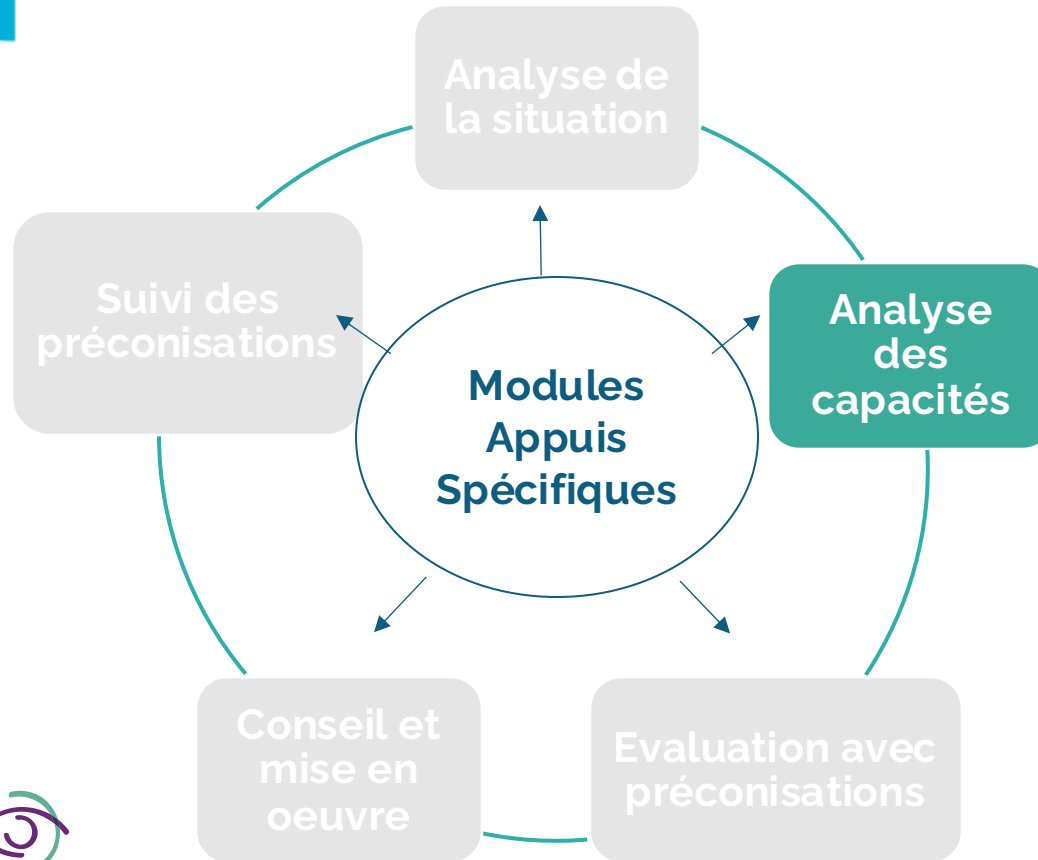 Analyse de
la situation
Suivi des
préconisations
Analyse
des
capacités
Modules
Appuis
Spécifiques
Conseil et
mise en
oeuvre
Evaluation avec
préconisations